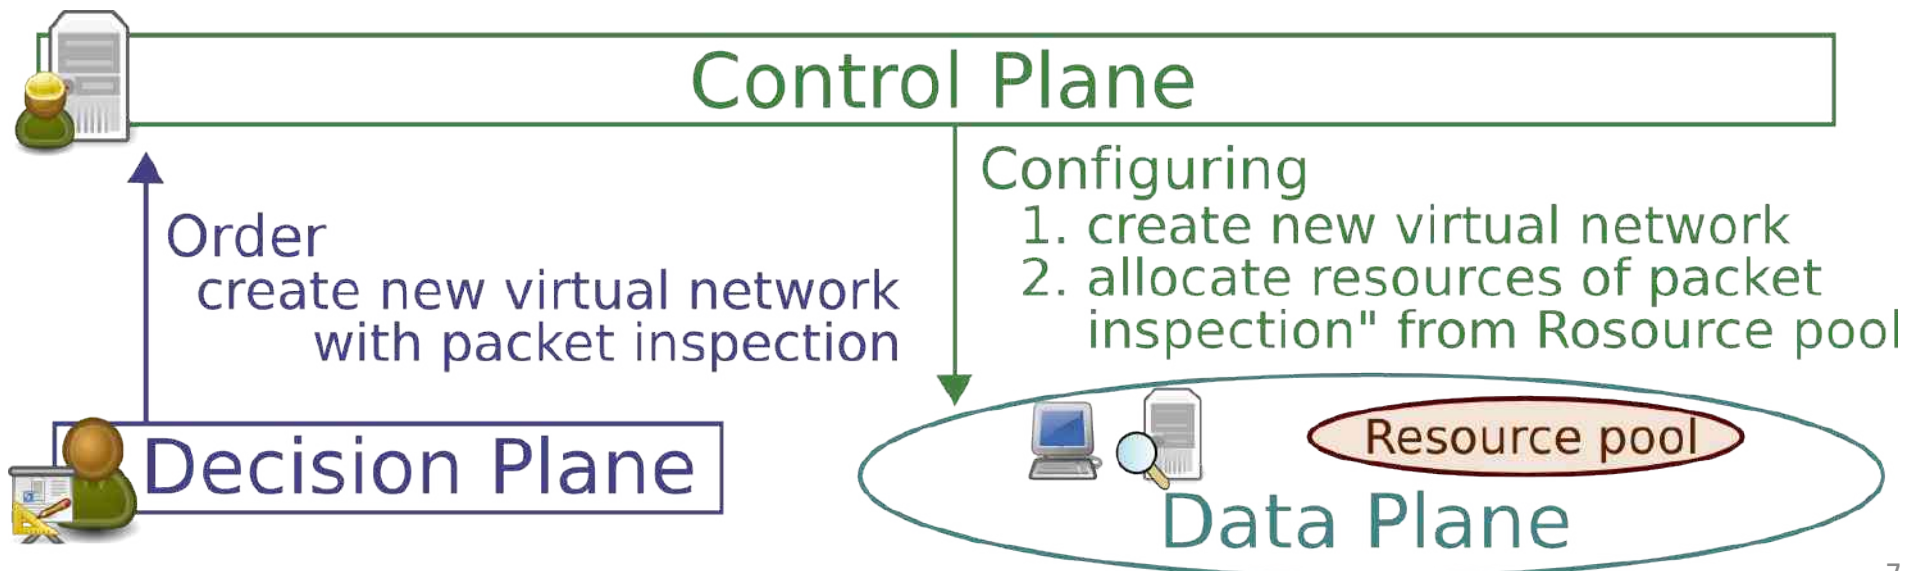 Control Plane
Order
create new virtual network
with packet inspection
Configuring
1. create new virtual network
2. allocate resources of packet
inspection" from Rosource pool
Decision Plane
Resource pool
Data Plane
7